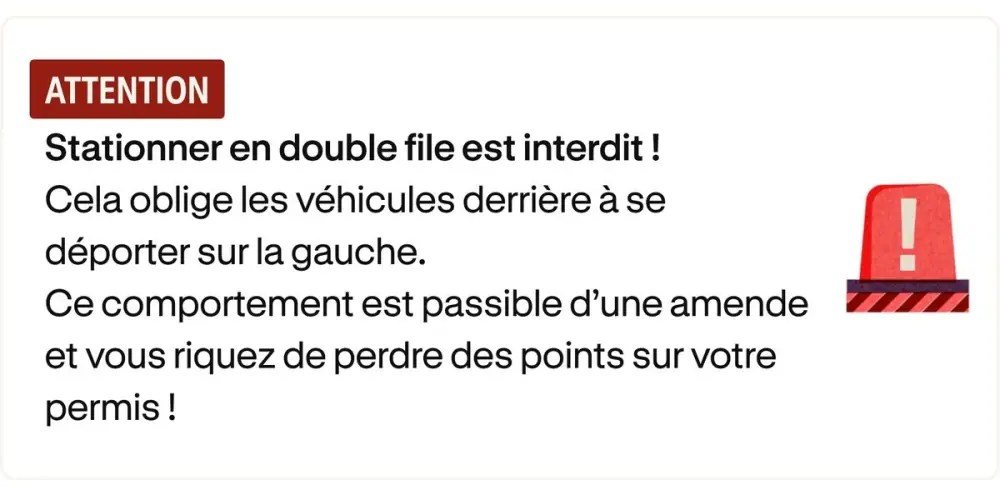 ATTENTION
Stationner en double file est interdit !
Cela oblige les véhicules derrière à se
déporter sur la gauche.
Ce comportement est passible d’une amende
et vous riquez de perdre des points sur votre
permis !